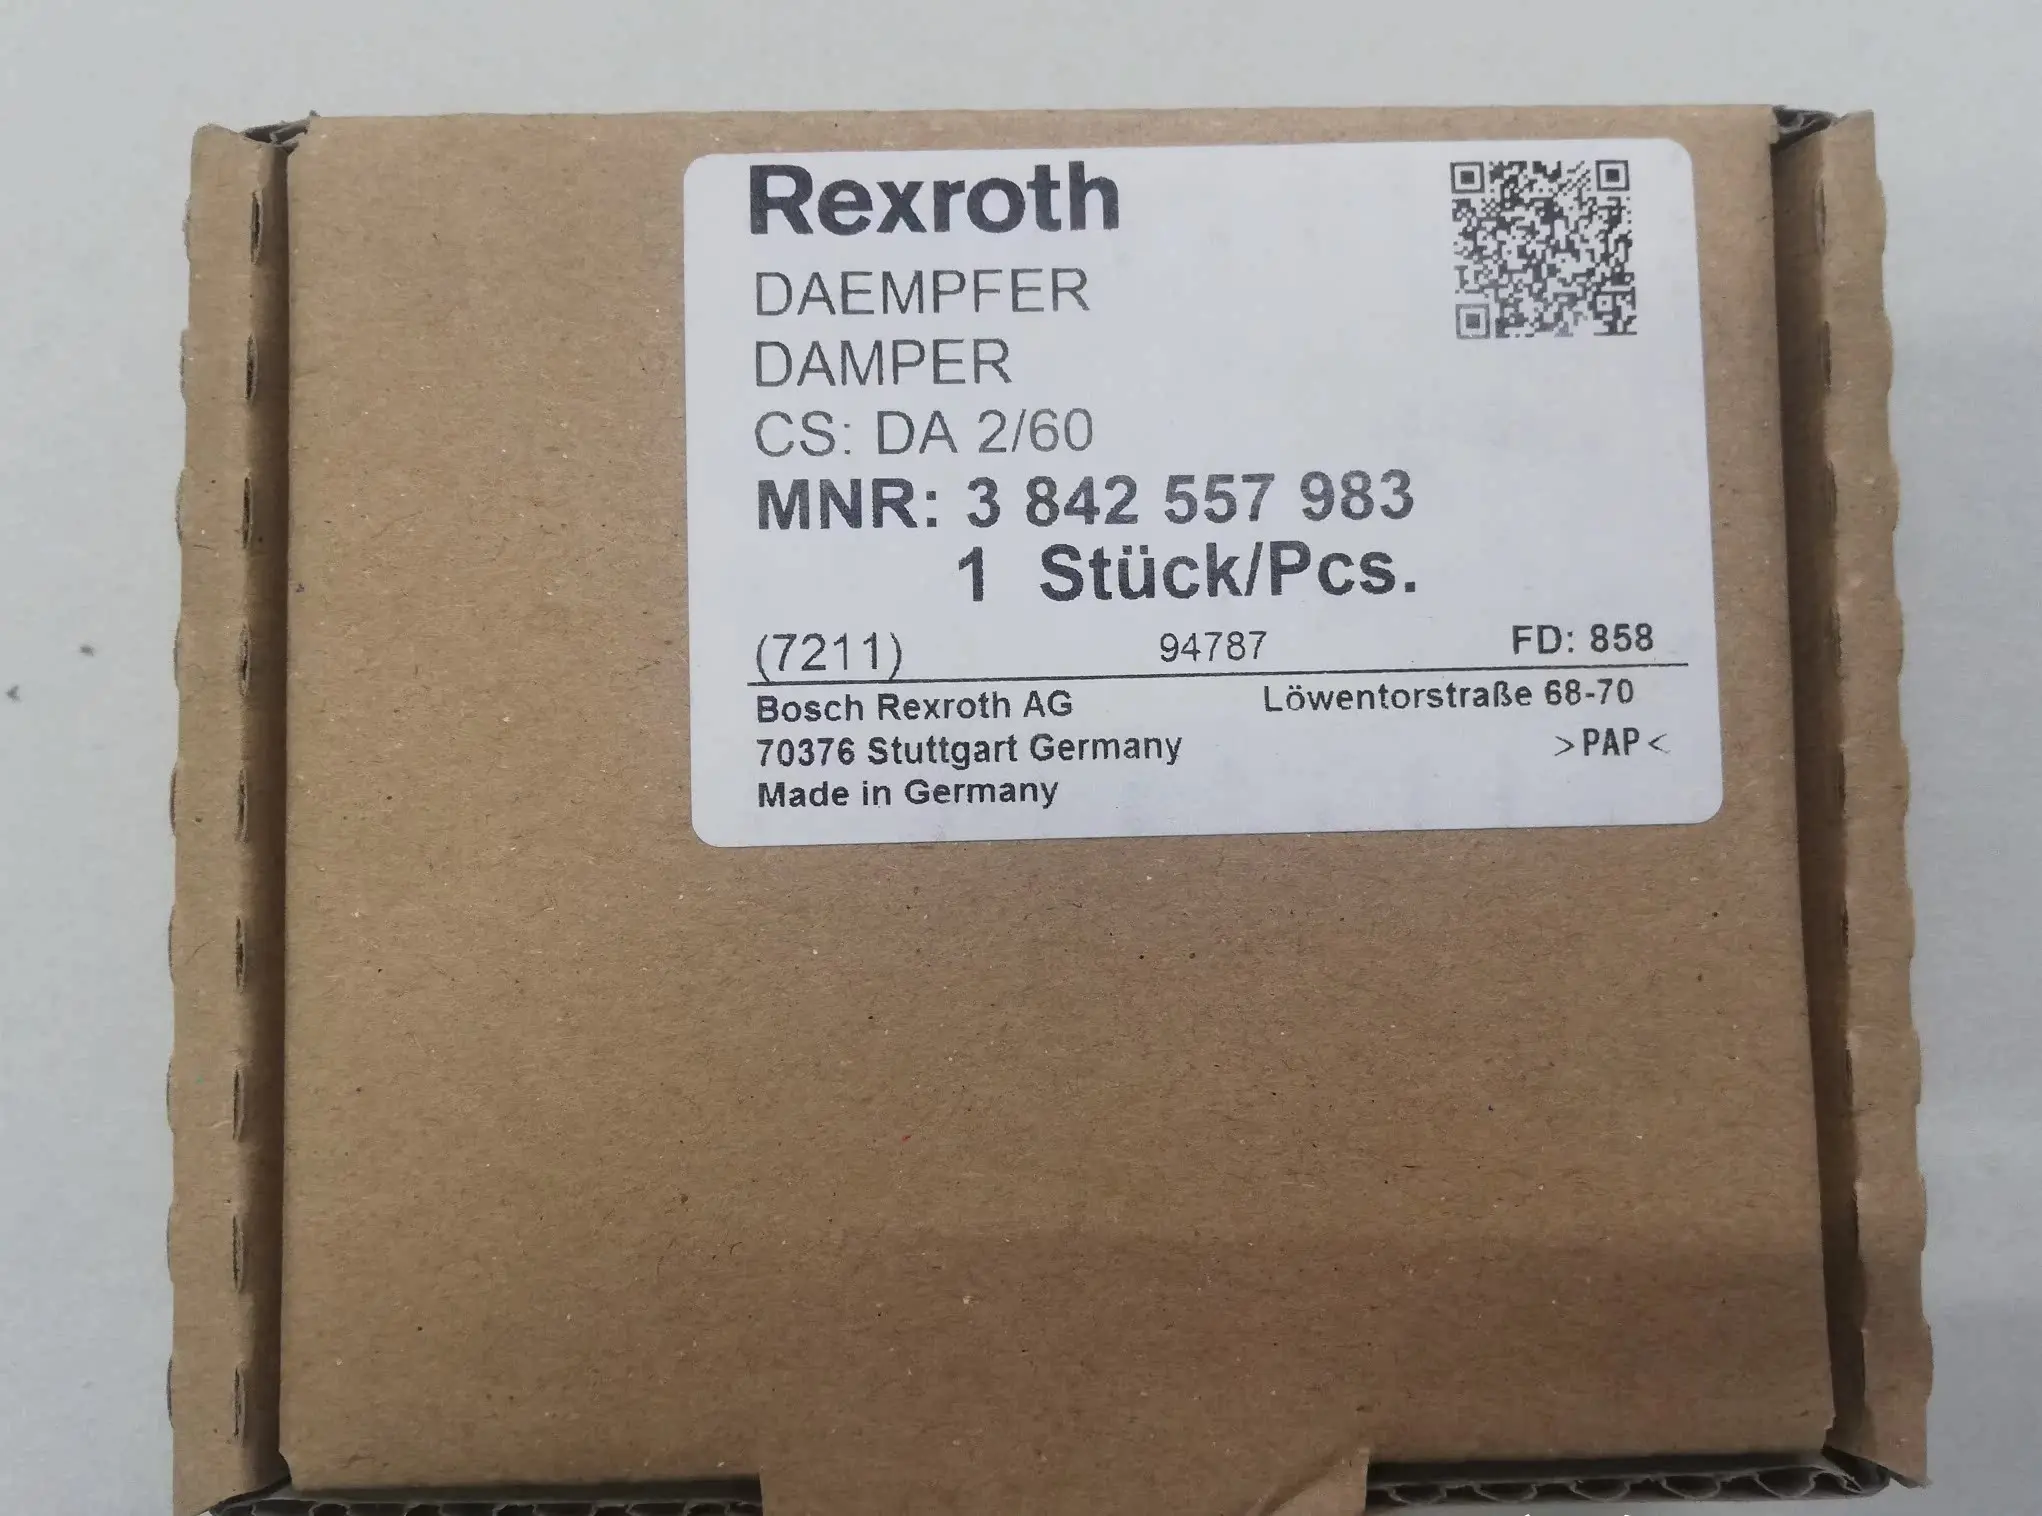 Rexroth
DAEMPFER
DAMPER
CS: DA 2/60
MNR: 3 842 557 983
1 Stück/Pcs.
(7211) 94787 FD: 858
Bosch Rexroth AG Löwentorstraße 68-70
70376 Stuttgart Germany >PAP<
Made in Germany